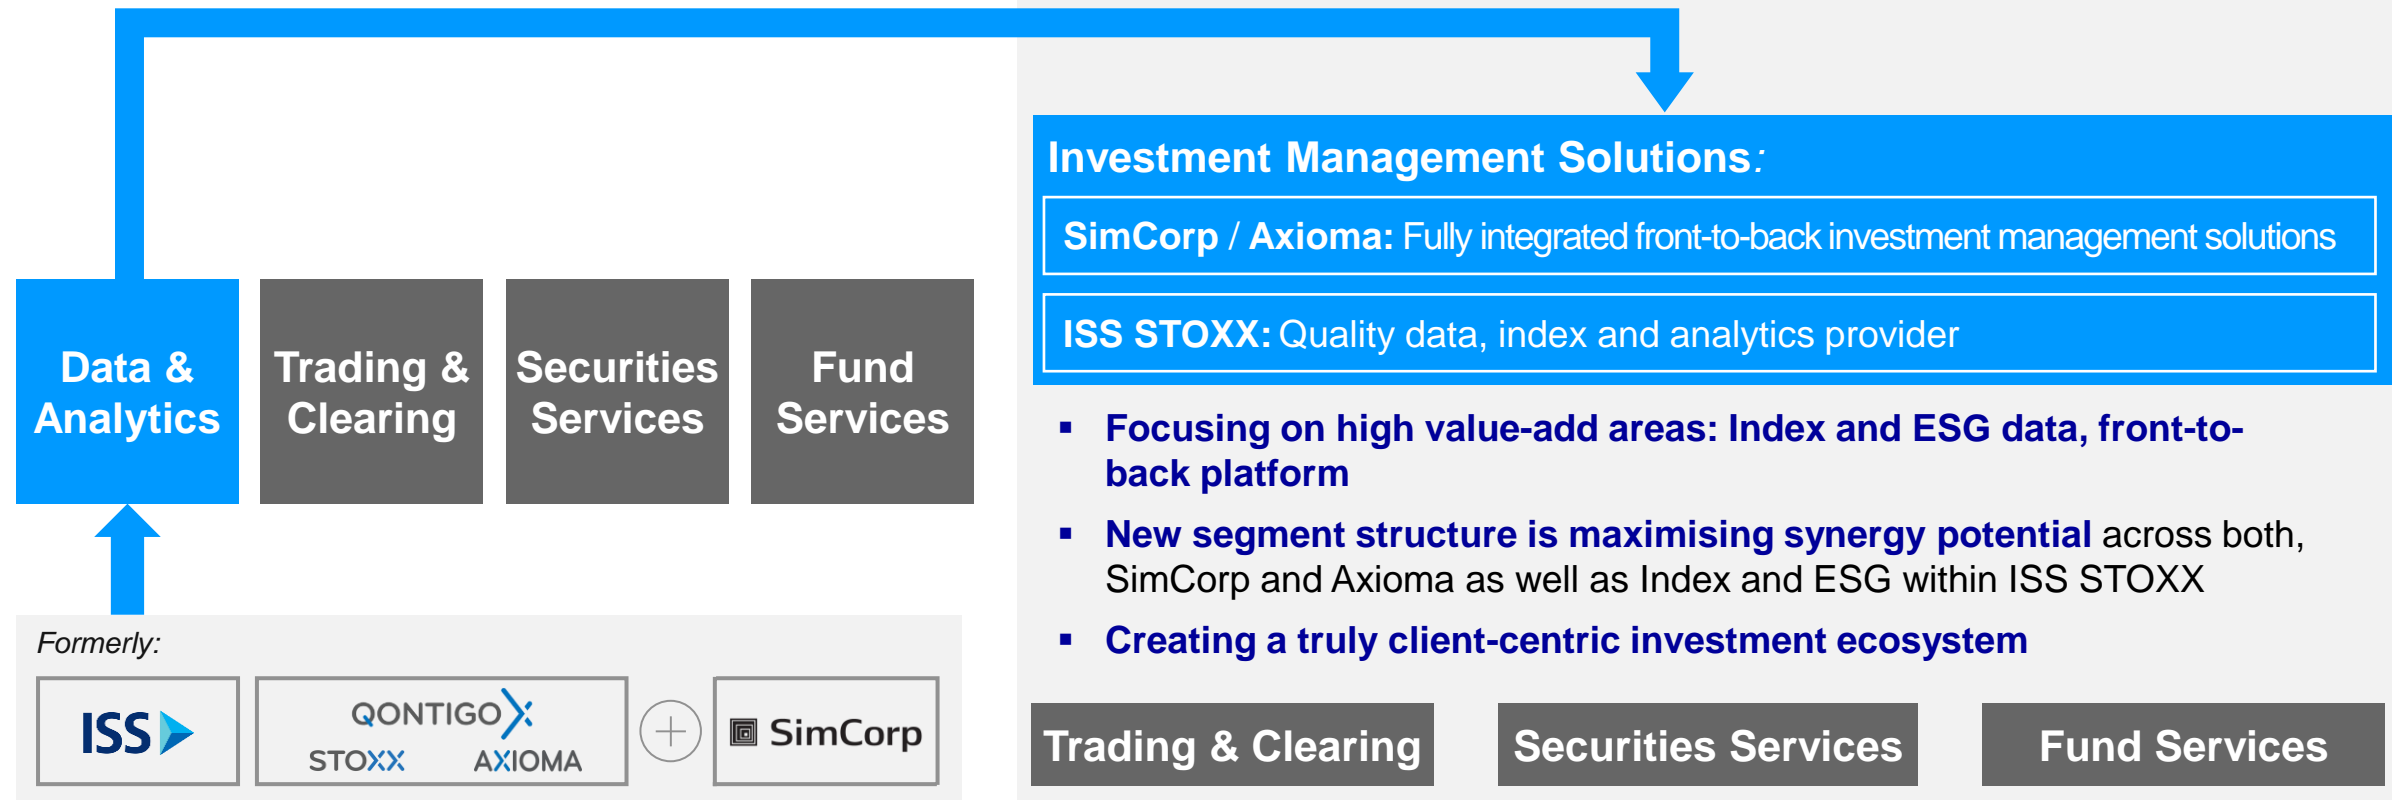 Data &
Analytics
Trading &
Clearing
Securities
Services
Fund
Services
Formerly:
ISS
QONTIGO
STOXX AXIOMA
SimCorp
Investment Management Solutions:
SimCorp / Axioma: Fully integrated front-to-back investment management solutions
ISS STOXX: Quality data, index and analytics provider
▪ Focusing on high value-add areas: Index and ESG data, front-to-
back platform
▪ New segment structure is maximising synergy potential across both,
SimCorp and Axioma as well as Index and ESG within ISS STOXX
▪ Creating a truly client-centric investment ecosystem
Trading & Clearing
Securities Services
Fund Services